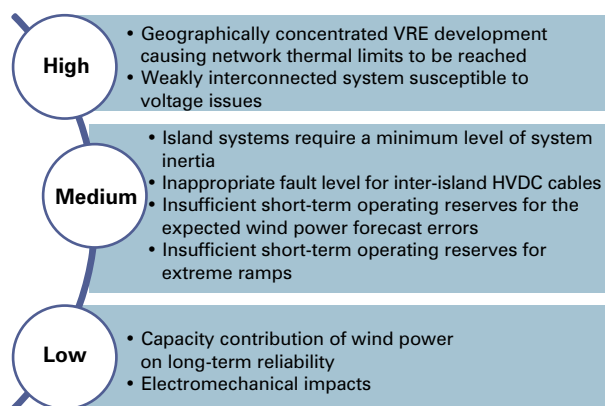 High
• Geographically concentrated VRE development
causing network thermal limits to be reached
• Weakly interconnected system susceptible to
voltage issues
Medium
• Island systems require a minimum level of system
inertia
• Inappropriate fault level for inter-island HVDC cables
• Insufficient short-term operating reserves for the
expected wind power forecast errors
• Insufficient short-term operating reserves for
extreme ramps
Low
• Capacity contribution of wind power
on long-term reliability
• Electromechanical impacts